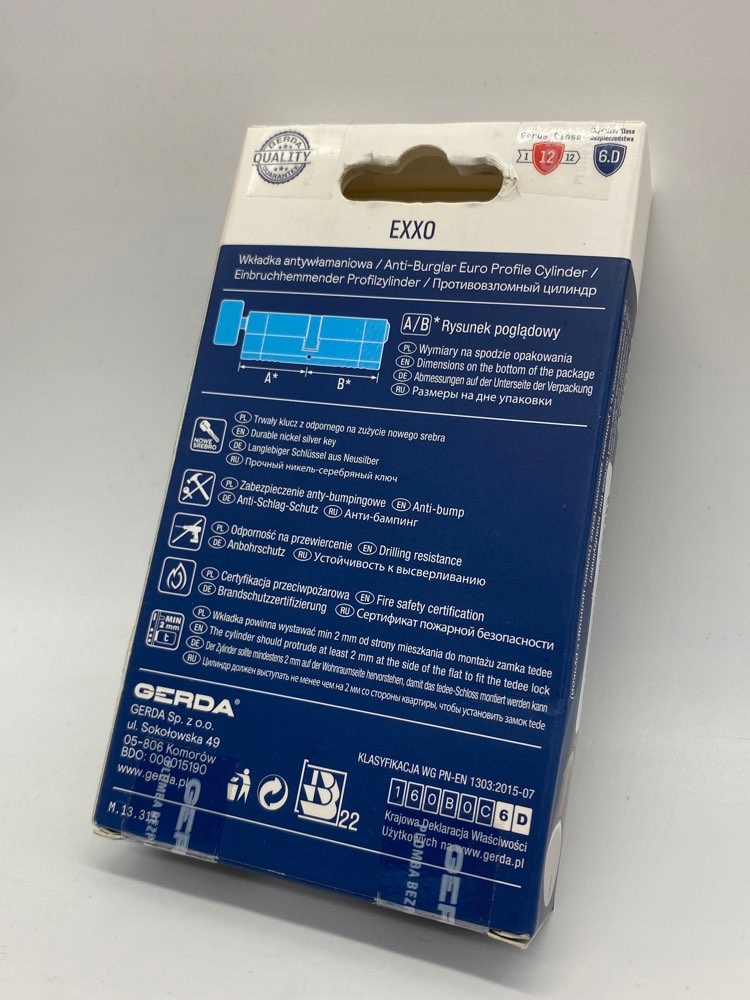 GERDA
QUALITY
GUARANTEE
Gerda Class
Klasa
Bezpieczeństwa
1 12 12
6.D
EXXO
Wkładka antywłamaniowa / Anti-Burglar Euro Profile Cylinder /
Einbruchhemmender Profilzylinder / Противовзломный цилиндр
A* B*
A/B * Rysunek poglądowy
PL Wymiary na spodzie opakowania
EN Dimensions on the bottom of the package
DE Abmessungen auf der Unterseite der Verpackung
RU Размеры на дне упаковки
NOWE
SREBRO
PL Trwały klucz z odpornego na zużycie nowego srebra
EN Durable nickel silver key
DE Langlebiger Schlüssel aus Neusilber
RU Прочный никель-серебряный ключ
PL Zabezpieczenie anty-bumpingowe EN Anti-bump
DE Anti-Schlag-Schutz RU Анти-бампинг
PL Odporność na przewiercenie EN Drilling resistance
DE Anbohrschutz RU Устойчивость к высверливанию
PL Certyfikacja przeciwpożarowa EN Fire safety certification
DE Brandschutzzertifizierung RU Сертификат пожарной безопасности
MIN
2 mm
t
PL Wkładka powinna wystawać min 2 mm od strony mieszkania do montażu zamka tedee
EN The cylinder should protrude at least 2 mm at the side of the flat to fit the tedee lock
DE Der Zylinder sollte mindestens 2 mm auf der Wohnraumseite hervorstehen, damit das tedee-Schloss montiert werden kann
RU Цилиндр должен выступать не менее чем на 2 мм со стороны квартиры, чтобы установить замок tede
GERDA®
GERDA Sp. z o.o.
ul. Sokołowska 49
05-806 Komorów
BDO: 000015190
www.gerda.pl
M.13.31
B 22
KLASYFIKACJA WG PN-EN 1303:2015-07
1 6 0 B 0 C 6 D
Krajowa Deklaracja Właściwości
Użytkowych na www.gerda.pl
PLOMBA BEZP
GER
PLOMBA BEZP
GER